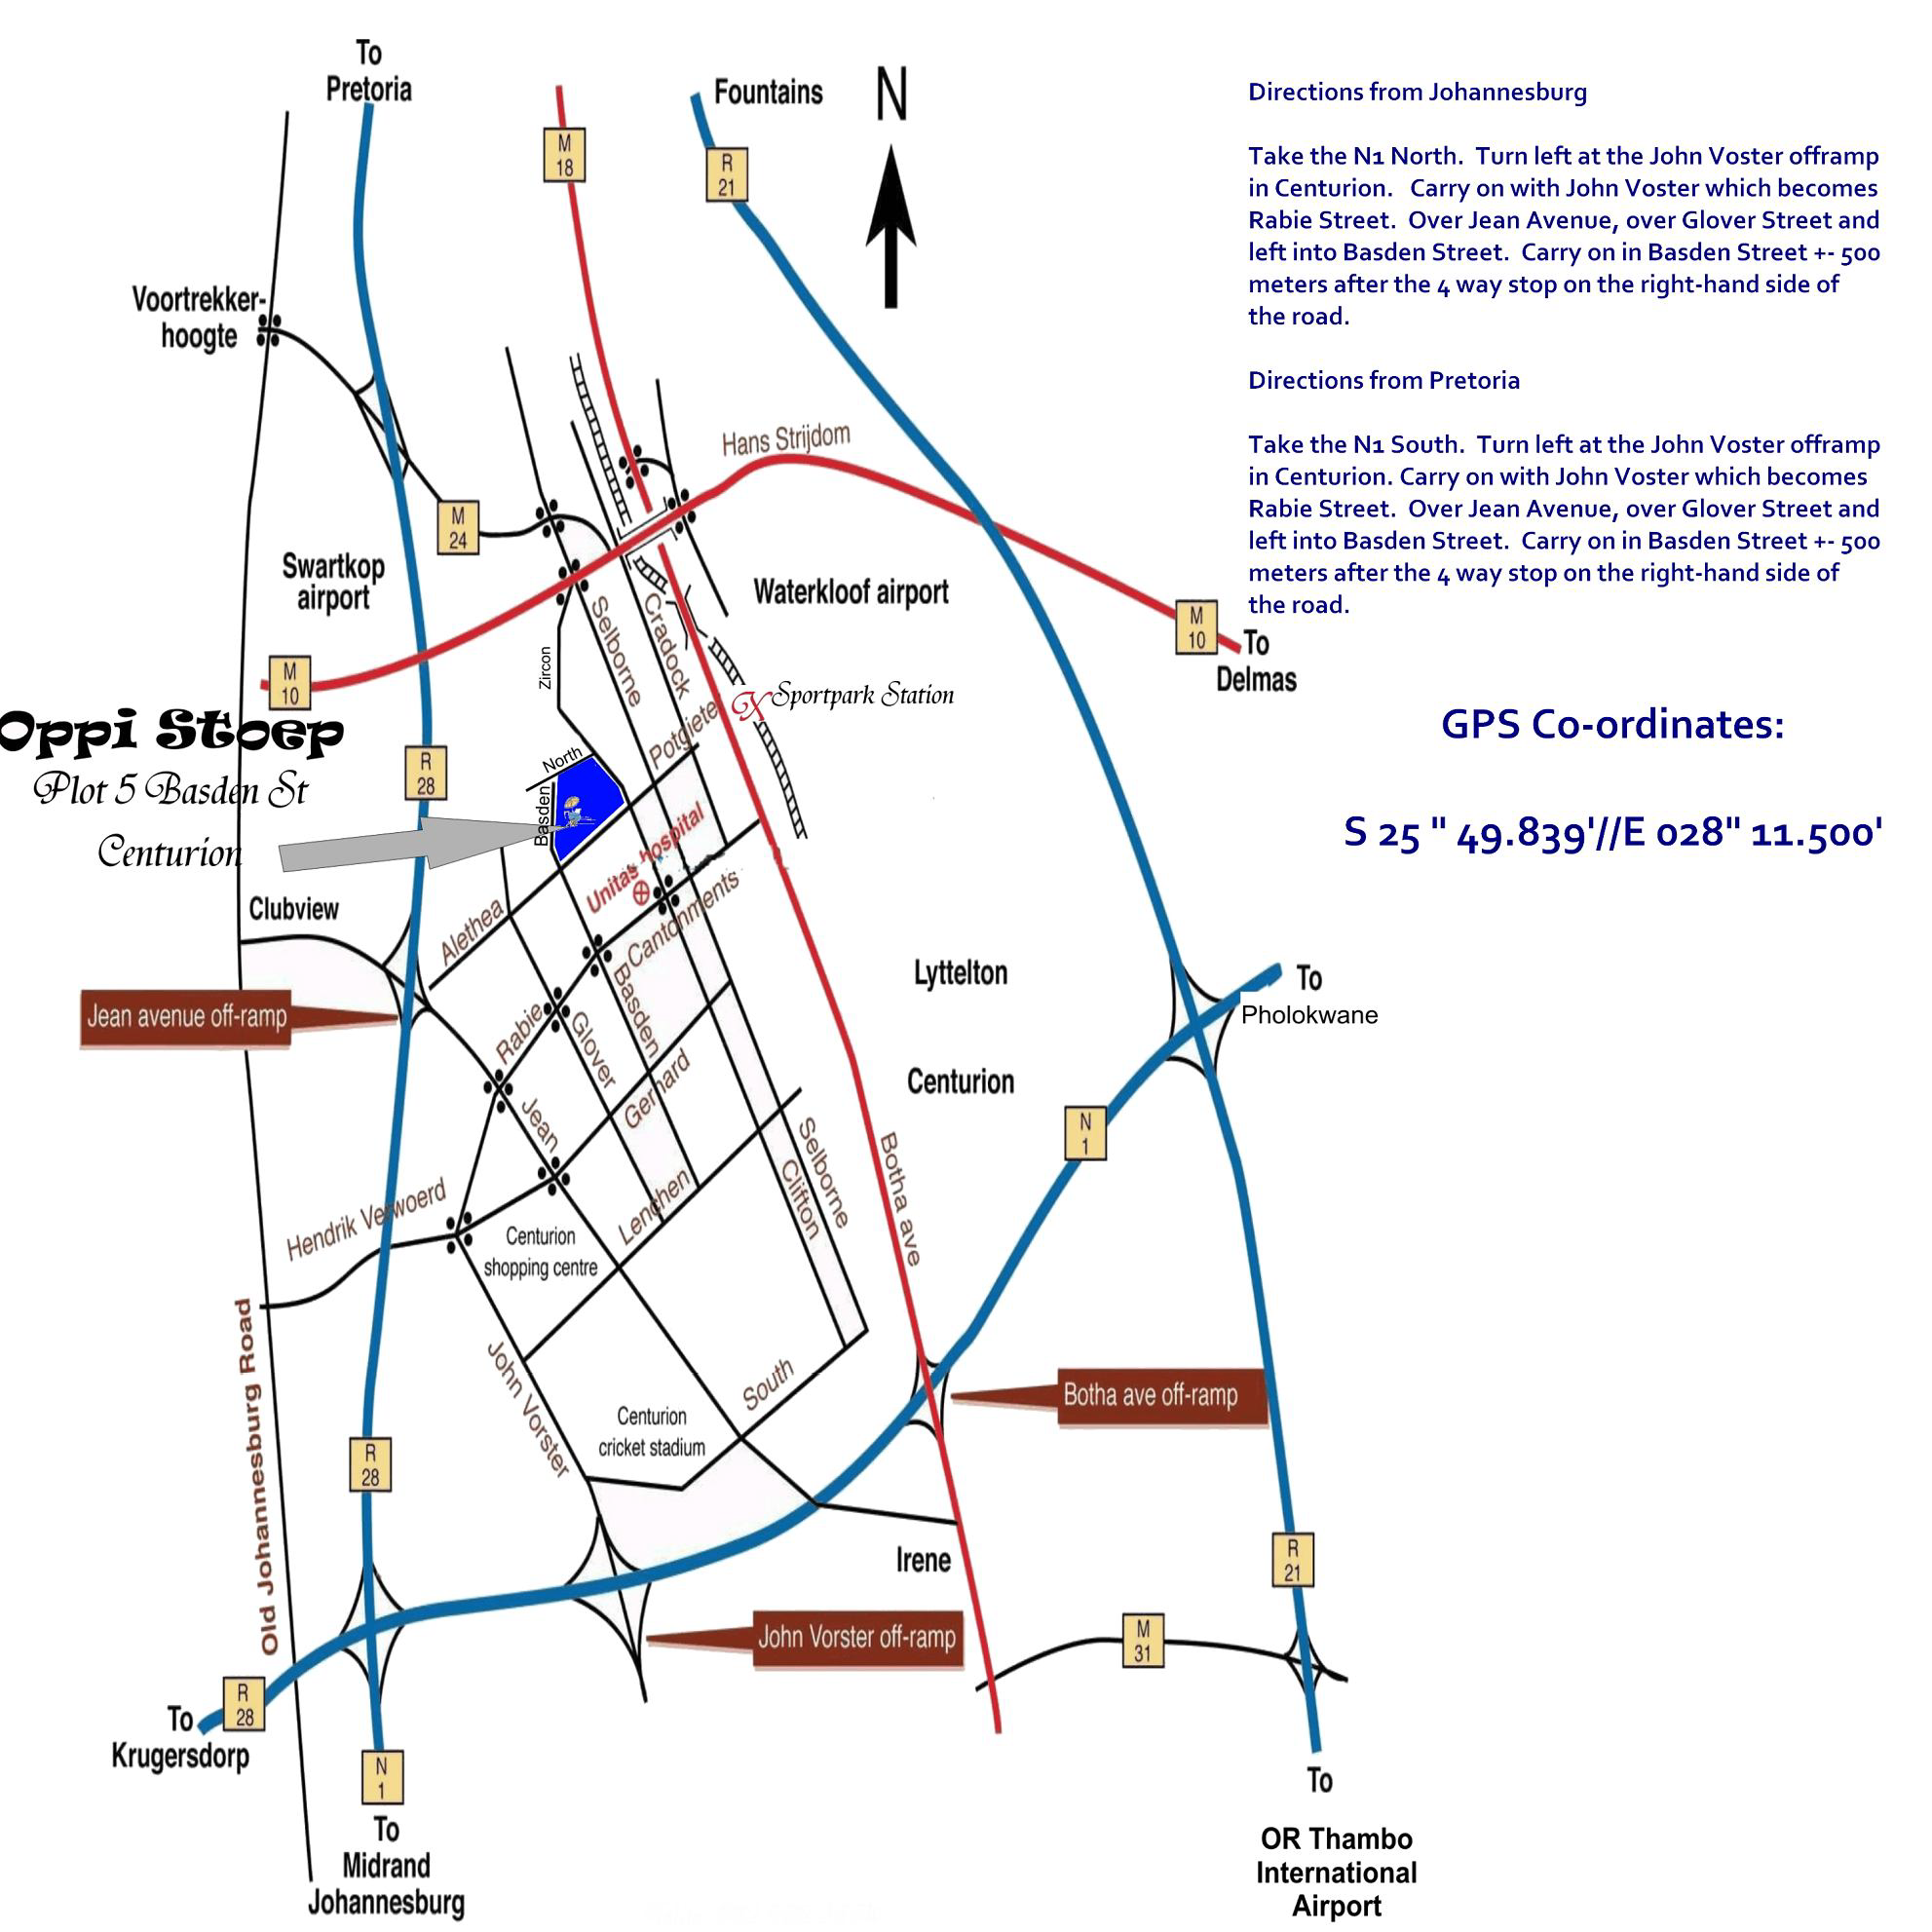 To
Pretoria
M
18
Fountains
R
21
N
Directions from Johannesburg
Take the N1 North. Turn left at the John Voster offramp
in Centurion. Carry on with John Voster which becomes
Rabie Street. Over Jean Avenue, over Glover Street and
left into Basden Street. Carry on in Basden Street +- 500
meters after the 4 way stop on the right-hand side of
the road.
Directions from Pretoria
Take the N1 South. Turn left at the John Voster offramp
in Centurion. Carry on with John Voster which becomes
Rabie Street. Over Jean Avenue, over Glover Street and
left into Basden Street. Carry on in Basden Street +- 500
meters after the 4 way stop on the right-hand side of
the road.
GPS Co-ordinates:
S 25 " 49.839'//E 028" 11.500'
Voortrekker-
hoogte
Hans Strijdom
M
24
Swartkop
airport
Waterkloof airport
M
10
To
Delmas
M
10
Selborne
Cradock
Zircon
Sportpark Station
Potgieter
Oppi Stoep
Plot 5 Basden St
Centurion
R
28
North
Basden
Unitas hospital
Cantonments
Clubview
Alethea
Jean avenue off-ramp
Rabie
Glover
Basden
Gerhard
Jean
Lyttelton
Centurion
To
Pholokwane
N
1
Hendrik Verwoerd
Centurion
shopping centre
Lenchen
Selborne
Clifton
Botha ave
Old Johannesburg Road
John Vorster
South
Centurion
cricket stadium
Botha ave off-ramp
R
28
Irene
R
21
John Vorster off-ramp
M
31
R
28
To
Krugersdorp
N
1
To
Midrand
Johannesburg
To
OR Thambo
International
Airport